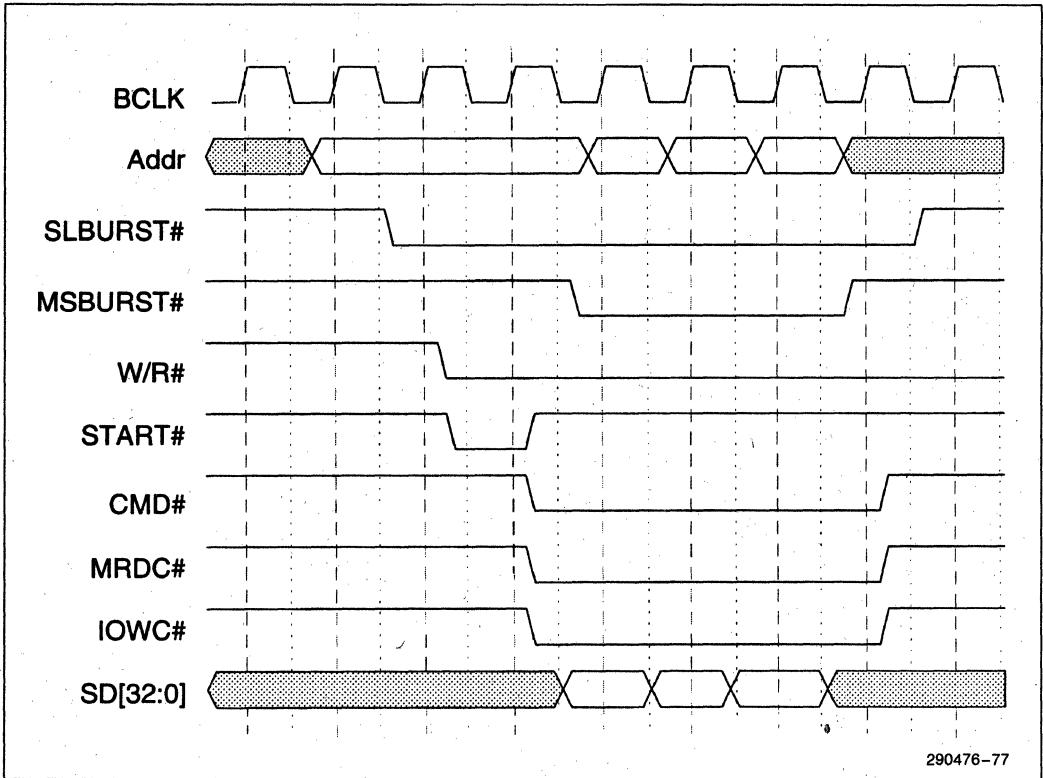 BCLK
Addr
SLBURST#
MSBURST#
W/R#
START#
CMD#
MRDC#
IOWC#
SD[32:0]
290476–77